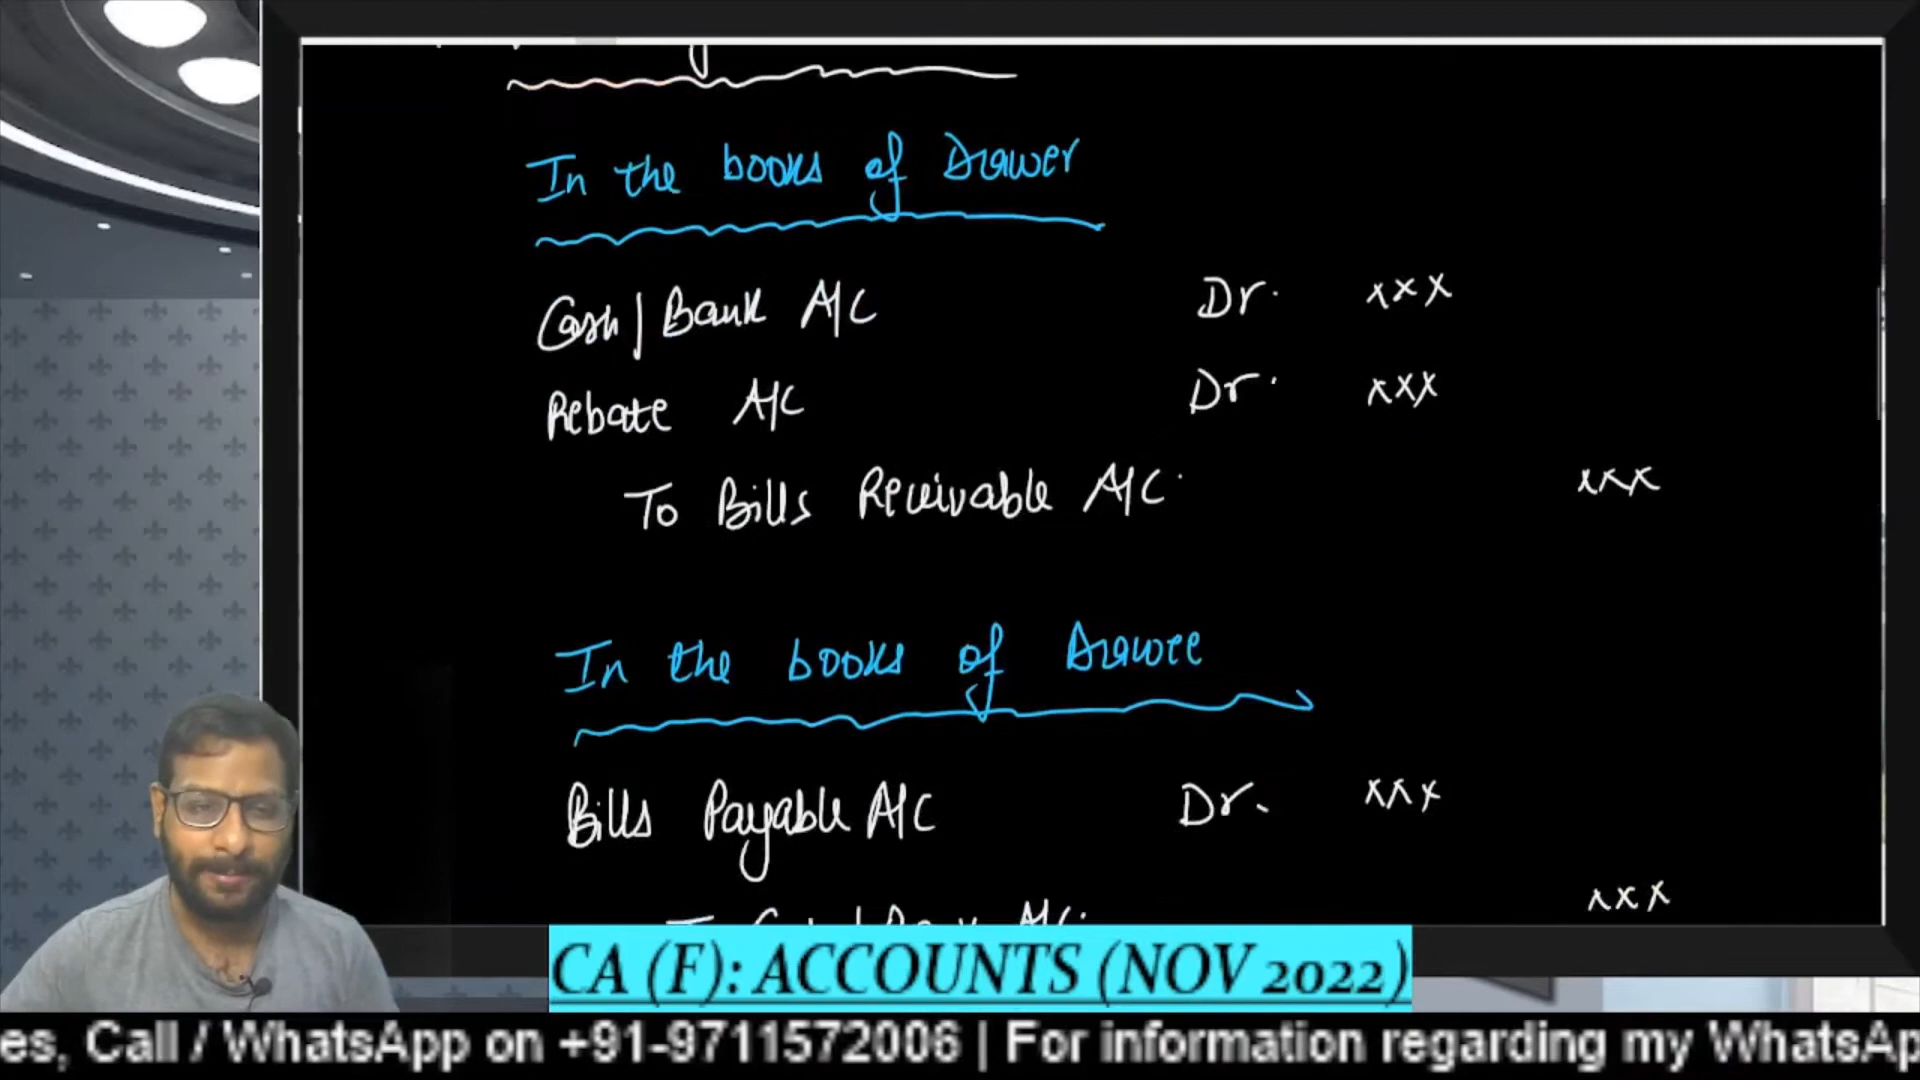 In the books of Drawer
Cash/Bank A/C Dr. xxx
Rebate A/C Dr. xxx
To Bills Receivable A/C. xxx
In the books of Drawee
Bills Payable A/C Dr. xxx
A/C. xxx
CA (F): ACCOUNTS (NOV 2022)
es, Call / WhatsApp on +91-9711572006 | For information regarding my WhatsAp